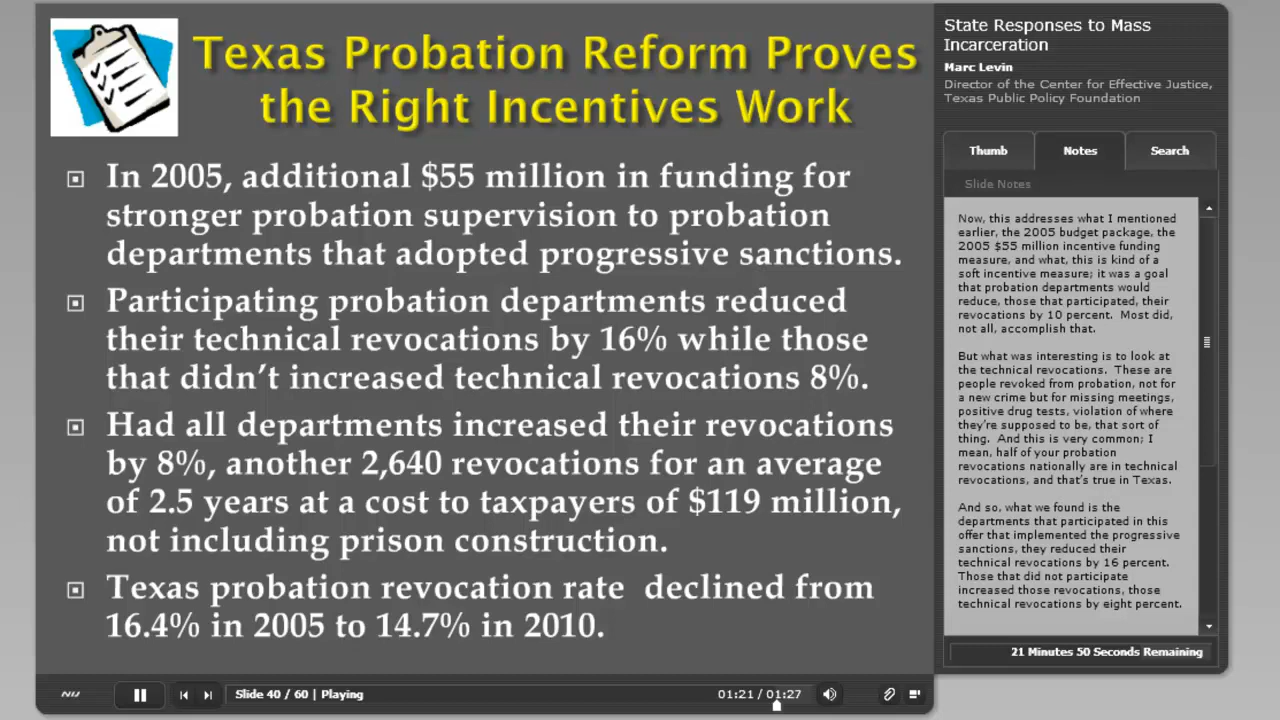 Texas Probation Reform Proves
the Right Incentives Work
In 2005, additional $55 million in funding for
stronger probation supervision to probation
departments that adopted progressive sanctions.
Participating probation departments reduced
their technical revocations by 16% while those
that didn't increased technical revocations 8%.
Had all departments increased their revocations
by 8%, another 2,640 revocations for an average
of 2.5 years at a cost to taxpayers of $119 million,
not including prison construction.
Texas probation revocation rate declined from
16.4% in 2005 to 14.7% in 2010.
State Responses to Mass
Incarceration
Marc Levin
Director of the Center for Effective Justice,
Texas Public Policy Foundation
Thumb Notes Search
Slide Notes
Now, this addresses what I mentioned
earlier, the 2005 budget package, the
2005 $55 million incentive funding
measure, and what, this is kind of a
soft incentive measure; it was a goal
that probation departments would
reduce, those that participated, their
revocations by 10 percent. Most did,
not all, accomplish that.
But what was interesting is to look at
the technical revocations. These are
people revoked from probation, not for
a new crime but for missing meetings,
positive drug tests, violation of where
they're supposed to be, that sort of
thing. And this is very common; I
mean, half of your probation
revocations nationally are in technical
revocations, and that's true in Texas.
And so, what we found is the
departments that participated in this
offer that implemented the progressive
sanctions, they reduced their
technical revocations by 16 percent.
Those that did not participate
increased those revocations, those
technical revocations by eight percent.
21 Minutes 50 Seconds Remaining
Slide 40 / 60 | Playing
01:21 / 01:27